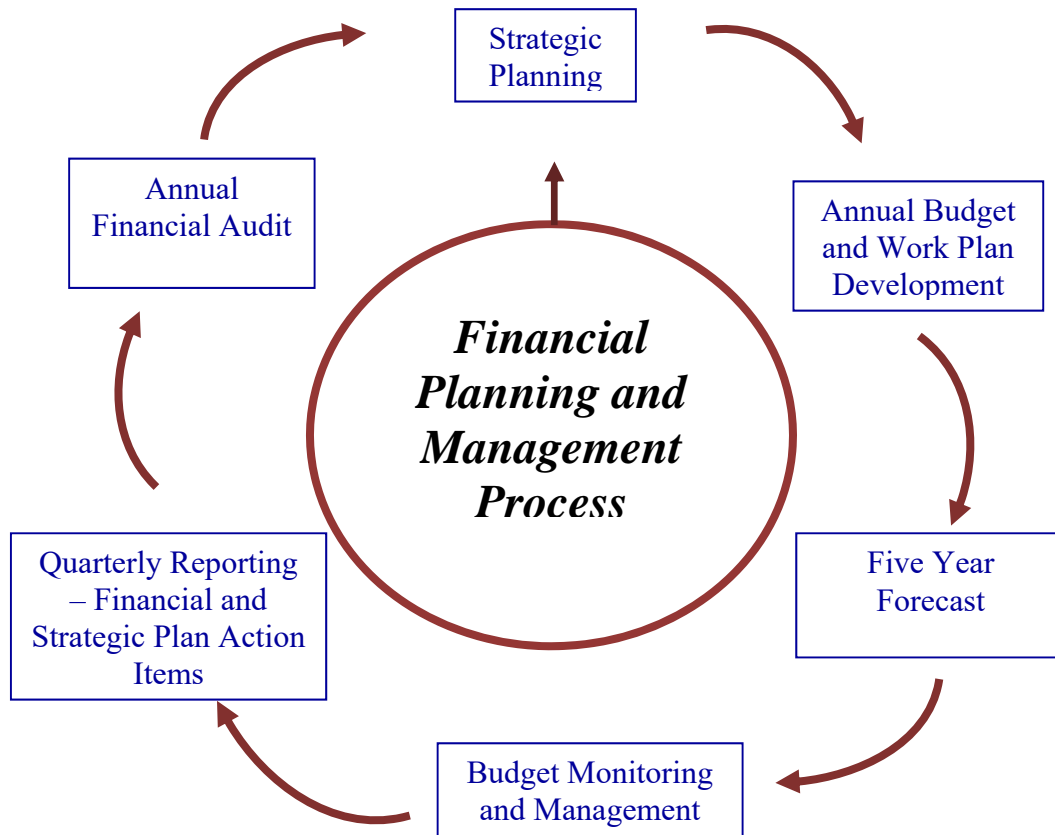 Strategic
Planning
Annual
Financial Audit
Annual Budget
and Work Plan
Development
Financial
Planning and
Management
Process
Quarterly Reporting
– Financial and
Strategic Plan Action
Items
Five Year
Forecast
Budget Monitoring
and Management